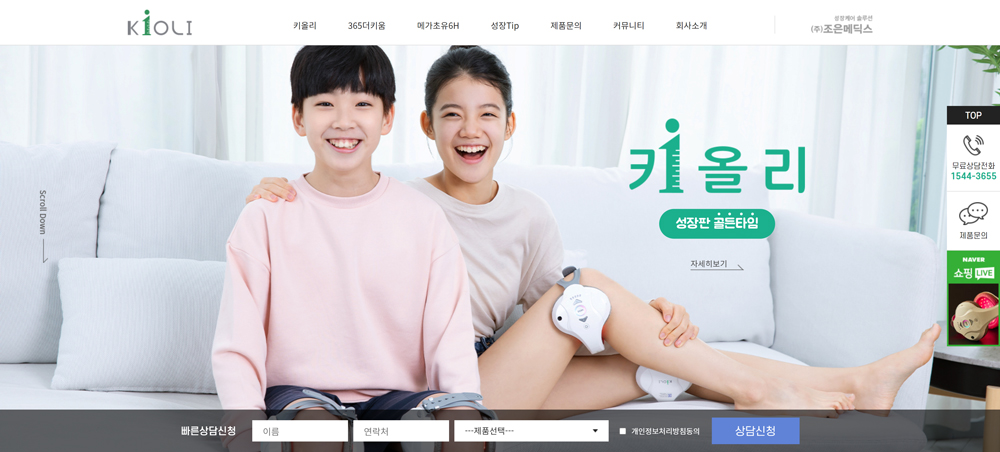 KiOLI
키올리
365더키움
메가초유6H
성장Tip
제품문의
커뮤니티
회사소개
성장케어 솔루션
(주)조은메딕스
TOP
무료상담전화
1544-3655
제품문의
NAVER
쇼핑 LIVE
Scroll Down
키올리
성장판 골든타임
자세히보기
빠른상담신청
이름
연락처
---제품선택---
개인정보처리방침동의
상담신청